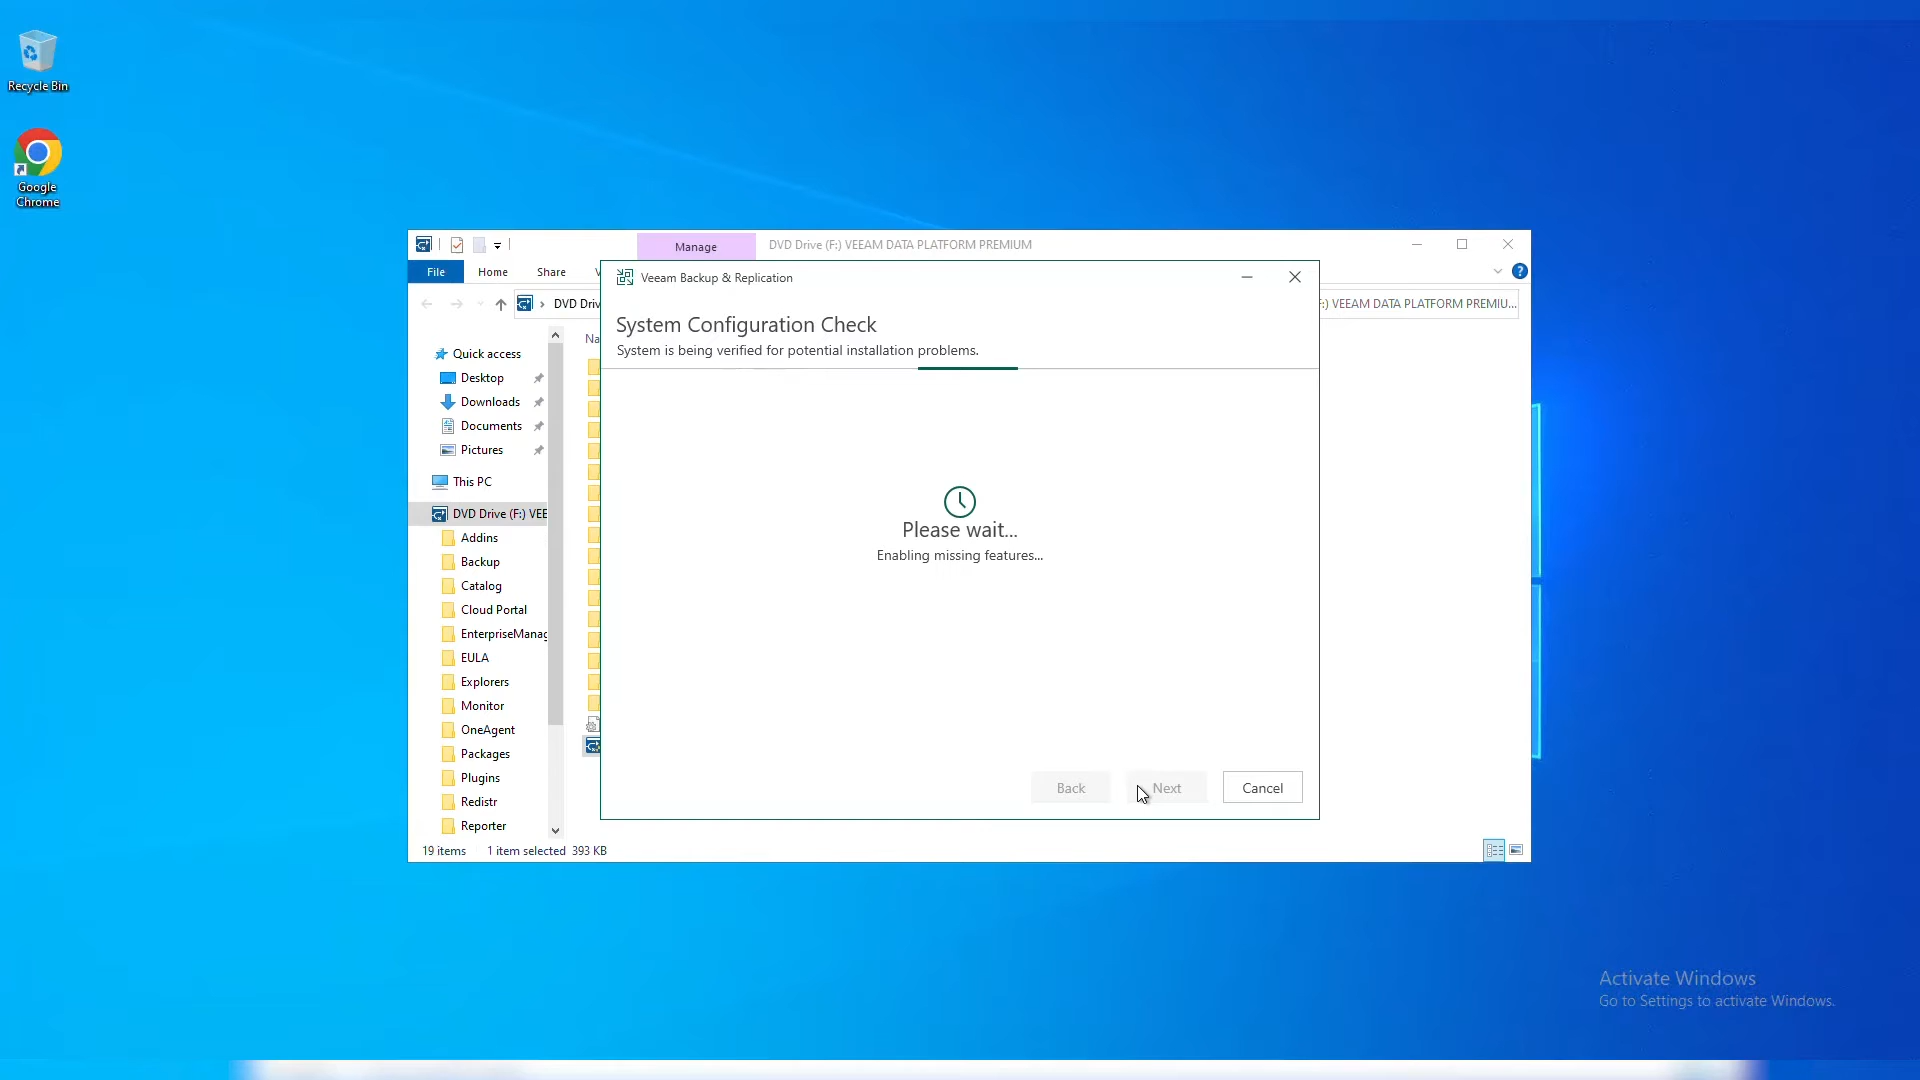 Recycle Bin
Google
Chrome
Manage
DVD Drive (F:) VEEAM DATA PLATFORM PREMIUM
File
Home
Share
Veeam Backup & Replication
DVD Driv
F:) VEEAM DATA PLATFORM PREMIU...
System Configuration Check
System is being verified for potential installation problems.
Na
Quick access
Desktop
Downloads
Documents
Pictures
This PC
DVD Drive (F:) VEE
Addins
Backup
Catalog
Cloud Portal
EnterpriseManag
EULA
Explorers
Monitor
OneAgent
Packages
Plugins
Redistr
Reporter
Please wait...
Enabling missing features...
Back
Next
Cancel
19 items
1 item selected 393 KB
Activate Windows
Go to Settings to activate Windows.